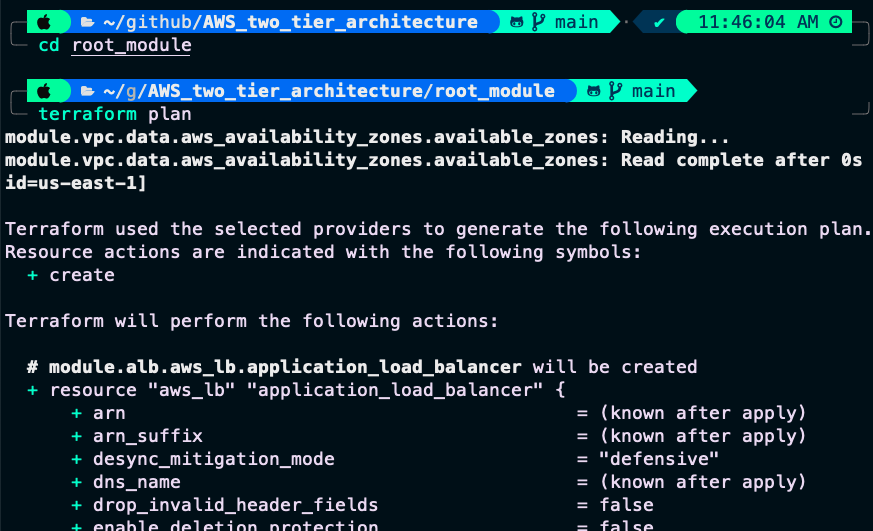 ~/github/AWS_two_tier_architecture main ✔ 11:46:04 AM
cd root_module
~/g/AWS_two_tier_architecture/root_module main
terraform plan
module.vpc.data.aws_availability_zones.available_zones: Reading...
module.vpc.data.aws_availability_zones.available_zones: Read complete after 0s
id=us-east-1]
Terraform used the selected providers to generate the following execution plan.
Resource actions are indicated with the following symbols:
+ create
Terraform will perform the following actions:
# module.alb.aws_lb.application_load_balancer will be created
+ resource "aws_lb" "application_load_balancer" {
+ arn = (known after apply)
+ arn_suffix = (known after apply)
+ desync_mitigation_mode = "defensive"
+ dns_name = (known after apply)
+ drop_invalid_header_fields = false
+ enable_deletion_protection = false